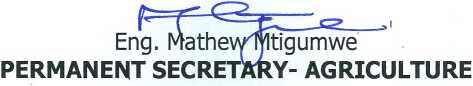 Eng. Mathew Mtigumwe
PERMANENT SECRETARY- AGRICULTURE